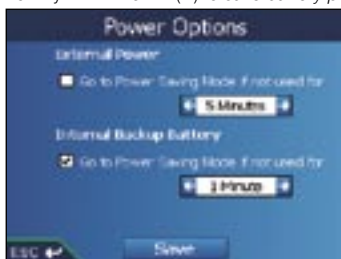 Power Options
External Power
Go to Power Saving Mode if not used for
5 Minutes
Internal Backup Battery
Go to Power Saving Mode if not used for
1 Minute
ESC
Save